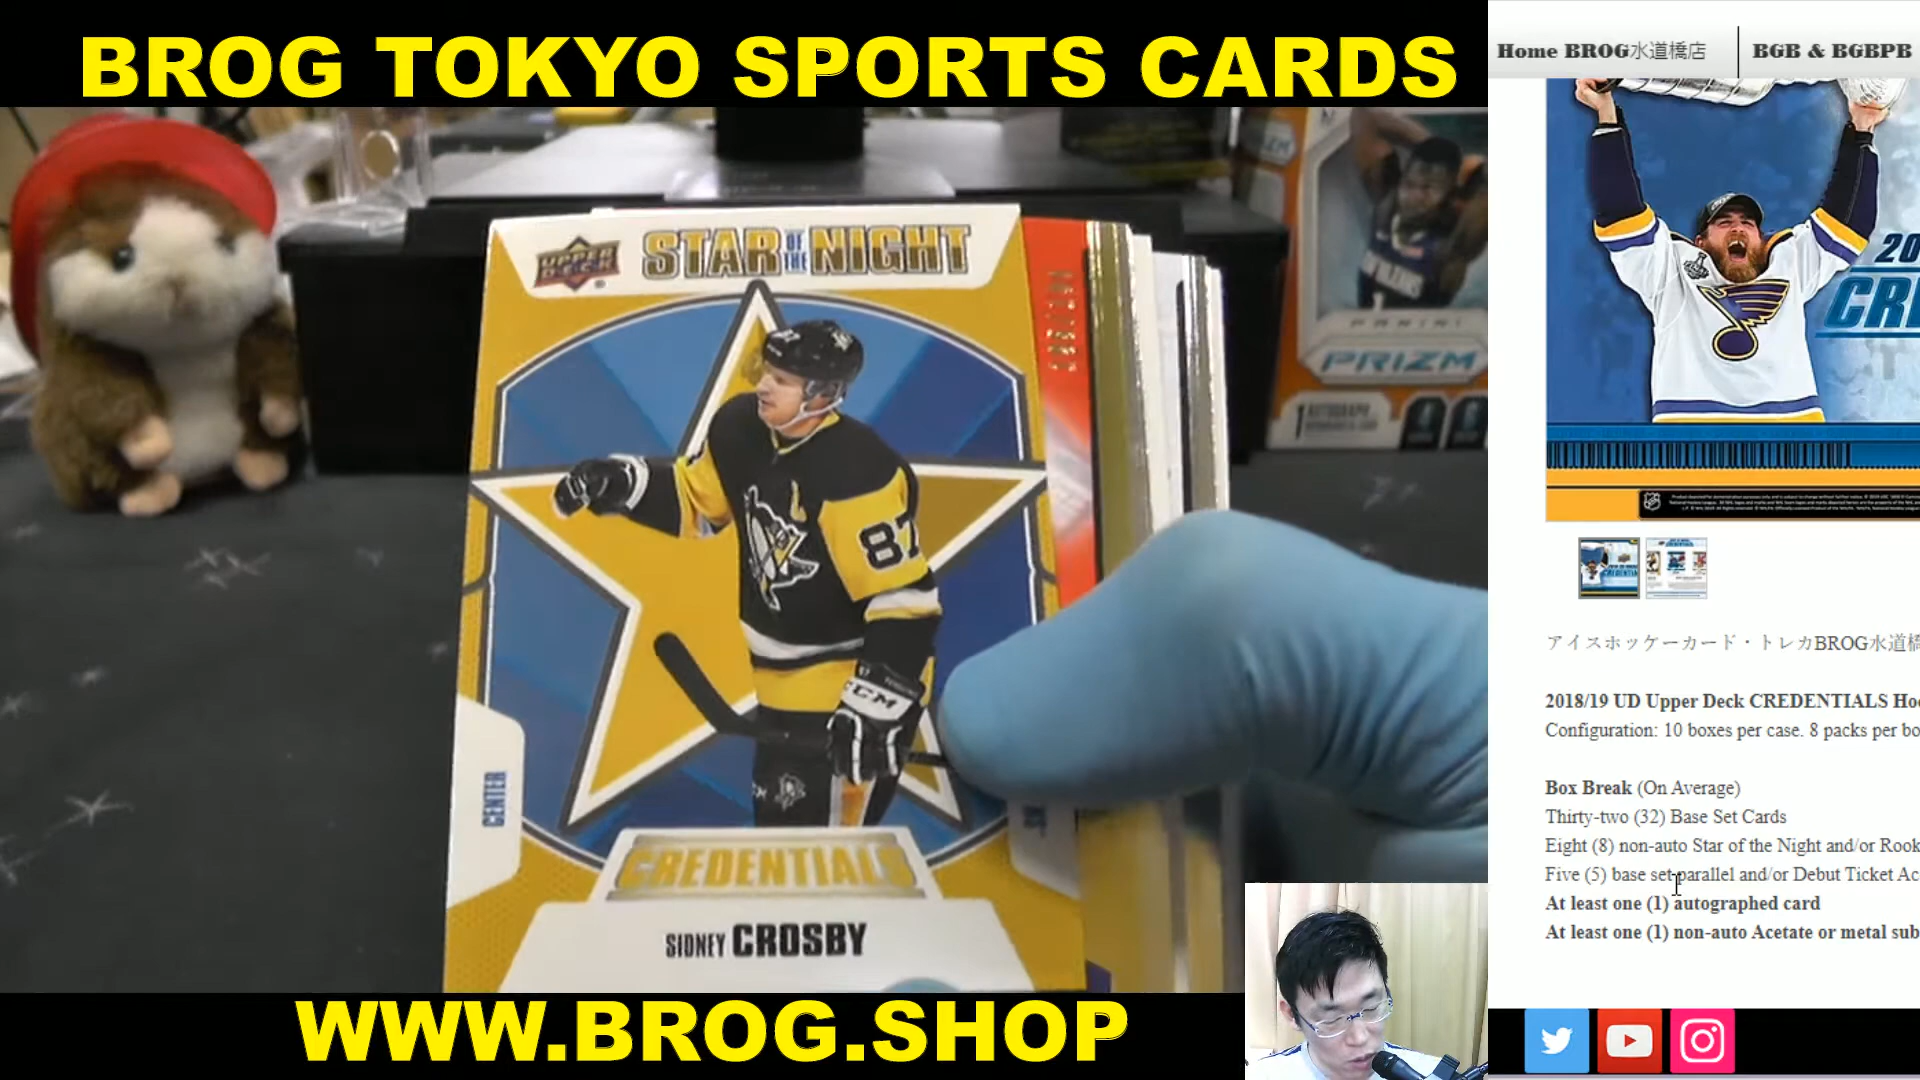 BROG TOKYO SPORTS CARDS
Home BROG水道橋店
BGB & BGBPB
UPPER
DECK
STAR OF THE NIGHT
87
CCM
CENTER
CREDENTIALS
SIDNEY CROSBY
PANINI
PRIZM
1
AUTOGRAPH
20
CRE
アイスホッケーカード・トレカBROG水道橋
2018/19 UD Upper Deck CREDENTIALS Ho
Configuration: 10 boxes per case. 8 packs per bo
Box Break (On Average)
Thirty-two (32) Base Set Cards
Eight (8) non-auto Star of the Night and/or Rook
Five (5) base set parallel and/or Debut Ticket Ac
At least one (1) autographed card
At least one (1) non-auto Acetate or metal sub
WWW.BROG.SHOP